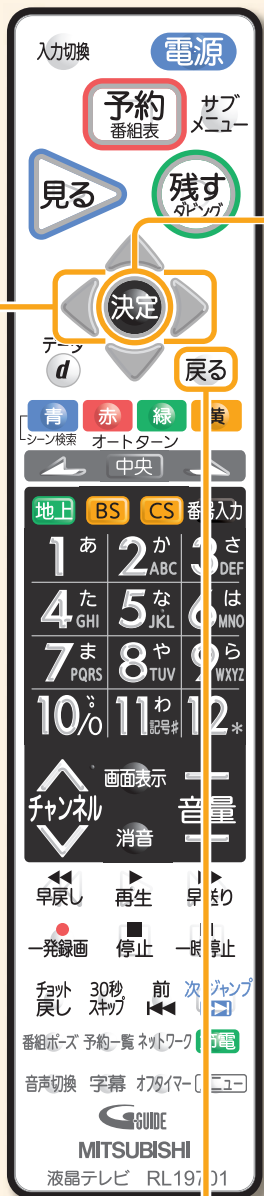 入力切換 電源
予約
番組表
サブ
メニュー
見る
残す
ダビング
決定
データ
d
戻る
青 赤 緑 黄
シーン検索 オートターン
中央
地上 BS CS 番号入力
1 あ 2 か ABC 3 さ DEF
4 た GHI 5 な JKL 6 は MNO
7 ま PQRS 8 や TUV 9 ら WXYZ
10/0 ゛゜ 11 わ 記号# 12 *
チャンネル 画面表示 音量
消音
早戻し 再生 早送り
一発録画 停止 一時停止
チョット戻し 30秒スキップ 前 次 ジャンプ
番組ポーズ 予約一覧 ネットワーク 節電
音声切換 字幕 オフタイマー メニュー
G-GUIDE
MITSUBISHI
液晶テレビ RL19701